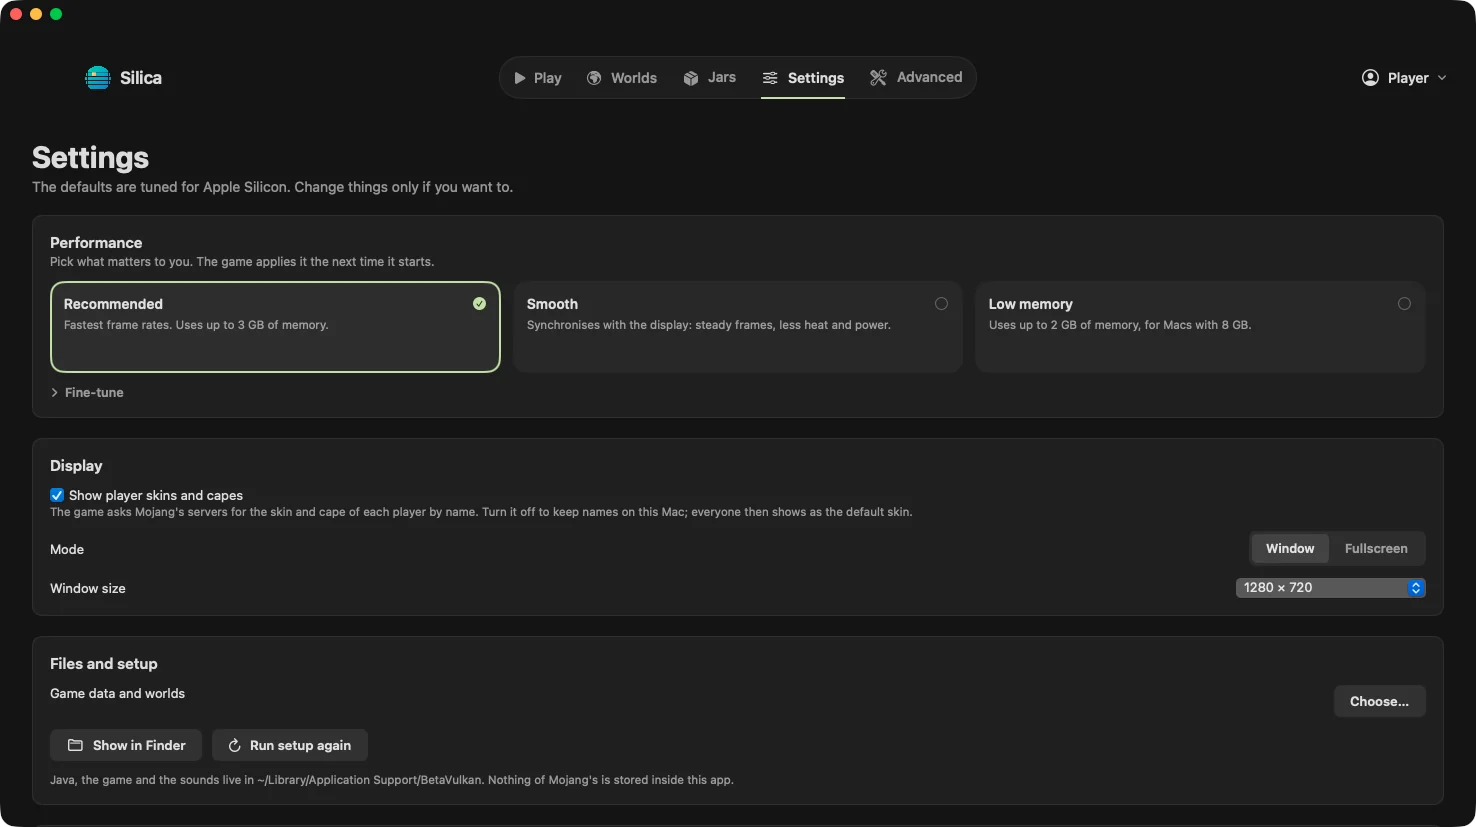 Silica
Play
Worlds
Jars
Settings
Advanced
Player
Settings
The defaults are tuned for Apple Silicon. Change things only if you want to.
Performance
Pick what matters to you. The game applies it the next time it starts.
Recommended
Fastest frame rates. Uses up to 3 GB of memory.
Smooth
Synchronises with the display: steady frames, less heat and power.
Low memory
Uses up to 2 GB of memory, for Macs with 8 GB.
Fine-tune
Display
Show player skins and capes
The game asks Mojang's servers for the skin and cape of each player by name. Turn it off to keep names on this Mac; everyone then shows as the default skin.
Mode
Window
Fullscreen
Window size
1280 × 720
Files and setup
Game data and worlds
Choose...
Show in Finder
Run setup again
Java, the game and the sounds live in ~/Library/Application Support/BetaVulkan. Nothing of Mojang's is stored inside this app.